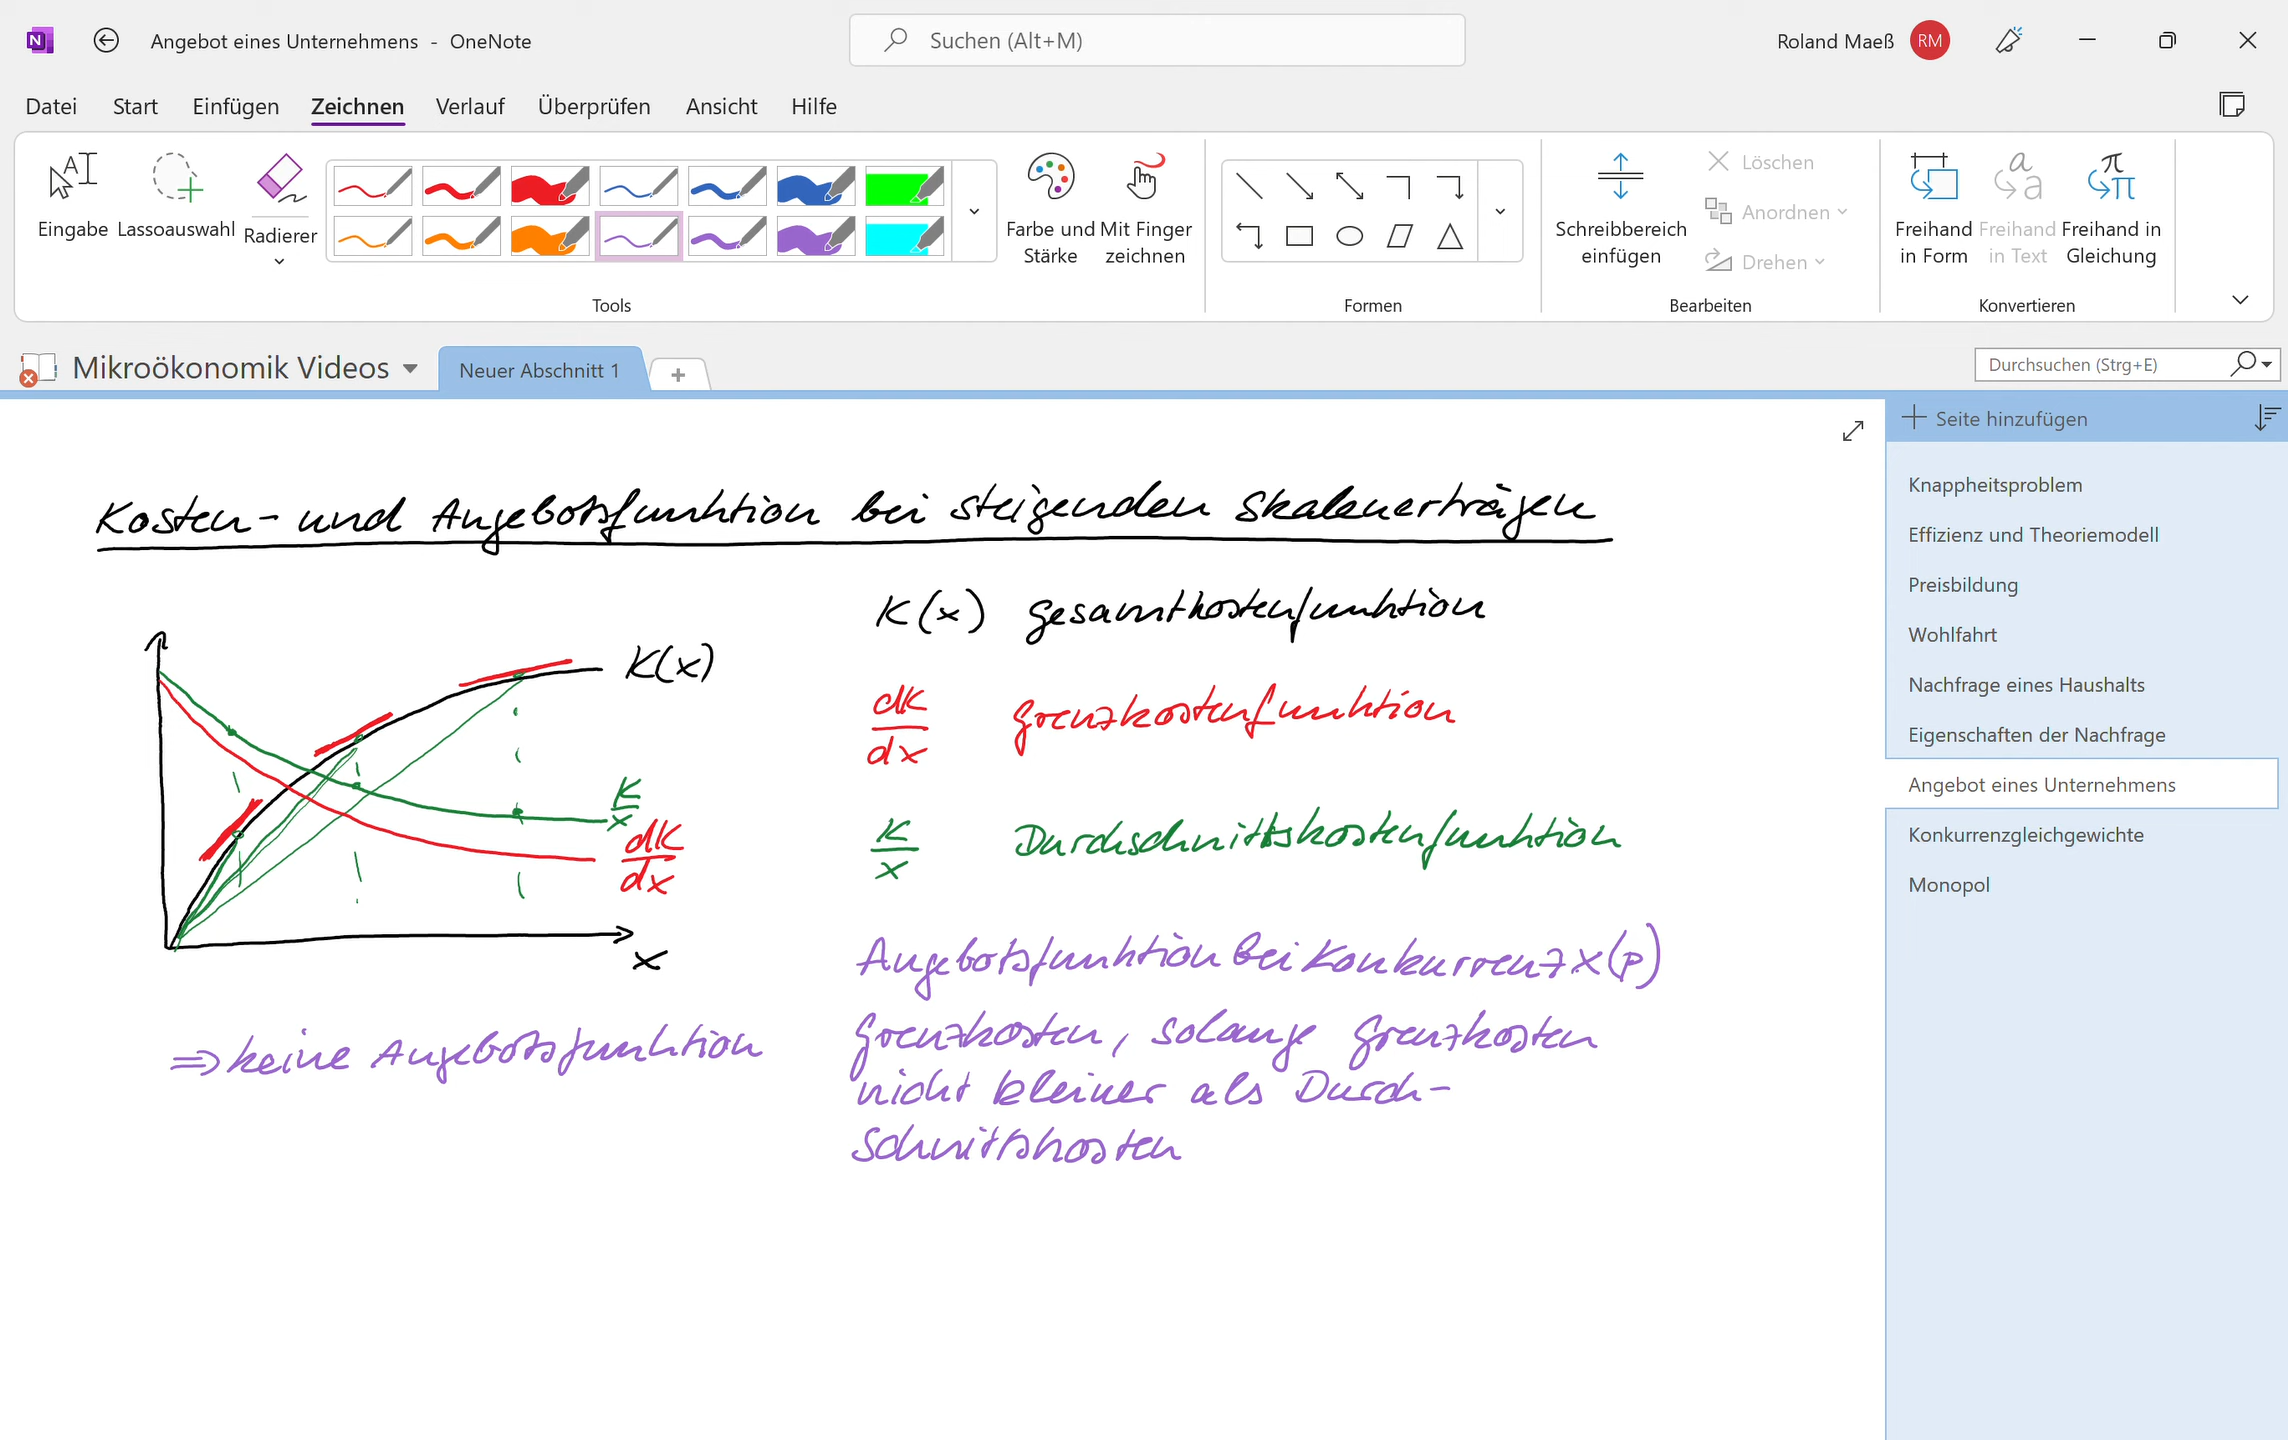 Angebot eines Unternehmens - OneNote
Suchen (Alt+M)
Roland Maeß
RM
Datei Start Einfügen Zeichnen Verlauf Überprüfen Ansicht Hilfe
Eingabe
Lassoauswahl
Radierer
Farbe und Stärke
Mit Finger zeichnen
Tools
Formen
Schreibbereich einfügen
Löschen
Anordnen
Drehen
Bearbeiten
Freihand in Form
Freihand in Text
Freihand in Gleichung
Konvertieren
Mikroökonomik Videos
Neuer Abschnitt 1
Durchsuchen (Strg+E)
Seite hinzufügen
Knappheitsproblem
Effizienz und Theoriemodell
Preisbildung
Wohlfahrt
Nachfrage eines Haushalts
Eigenschaften der Nachfrage
Angebot eines Unternehmens
Konkurrenzgleichgewichte
Monopol
Kosten- und Angebotsfunktion bei steigenden Skalenerträgen
K(x)
K/x
dK/dx
x
⇒ keine Angebotsfunktion
K(x) Gesamtkostenfunktion
dK/dx Grenzkostenfunktion
K/x Durchschnittskostenfunktion
Angebotsfunktion bei Konkurrenz x(p)
Grenzkosten, solange Grenzkosten
nicht kleiner als Durch-
schnittskosten